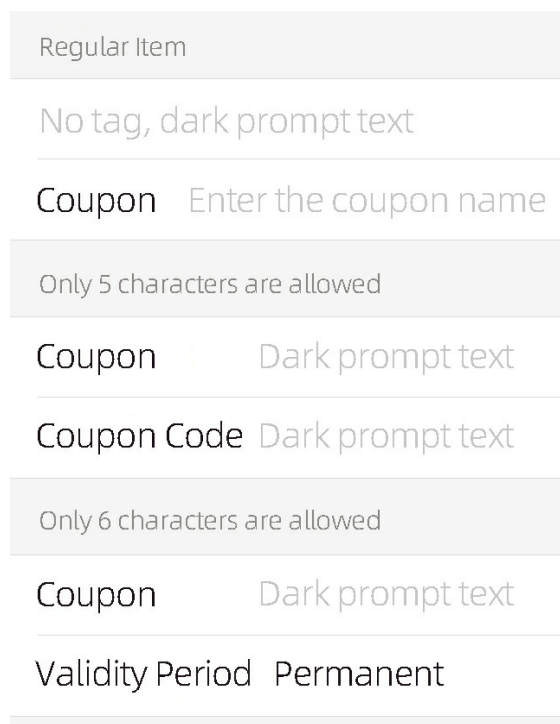 Regular Item
No tag, dark prompt text
Coupon Enter the coupon name
Only 5 characters are allowed
Coupon Dark prompt text
Coupon Code Dark prompt text
Only 6 characters are allowed
Coupon Dark prompt text
Validity Period Permanent